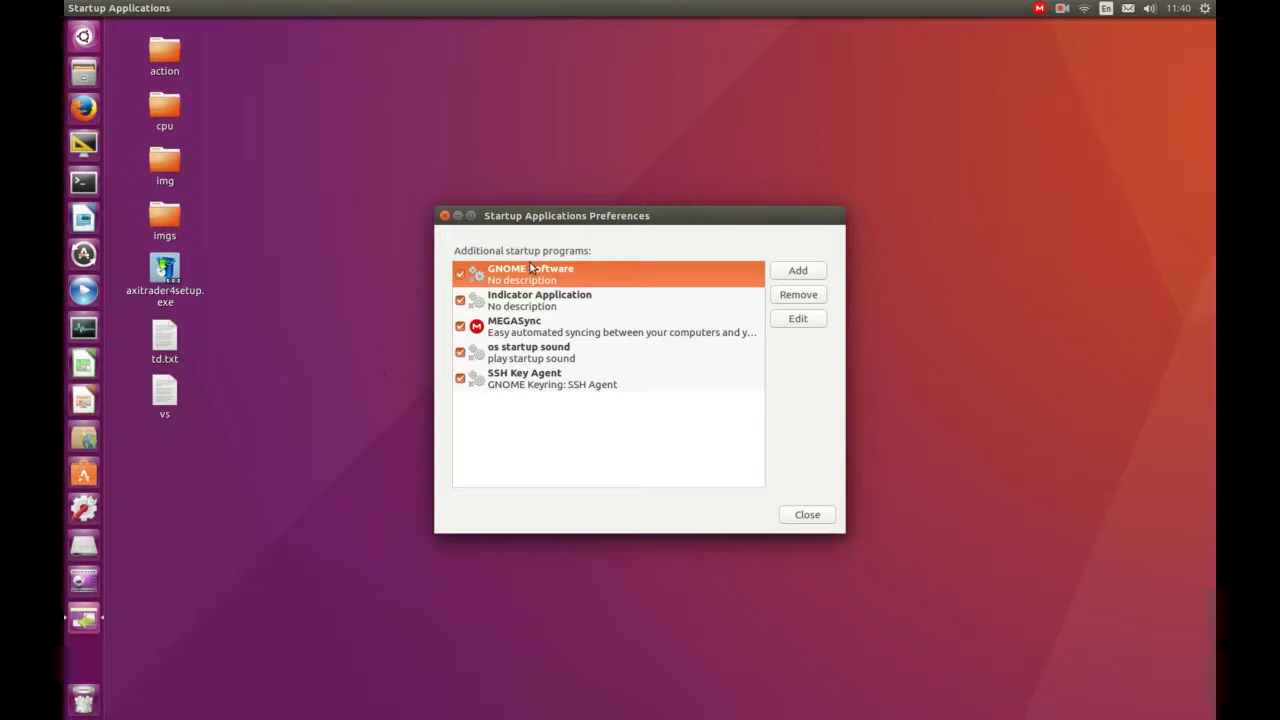 Startup Applications
M
En
11:40
action
cpu
img
imgs
axitrader4setup.
exe
td.txt
vs
Startup Applications Preferences
Additional startup programs:
GNOME Software
No description
Indicator Application
No description
MEGASync
Easy automated syncing between your computers and y...
os startup sound
play startup sound
SSH Key Agent
GNOME Keyring: SSH Agent
Add
Remove
Edit
Close